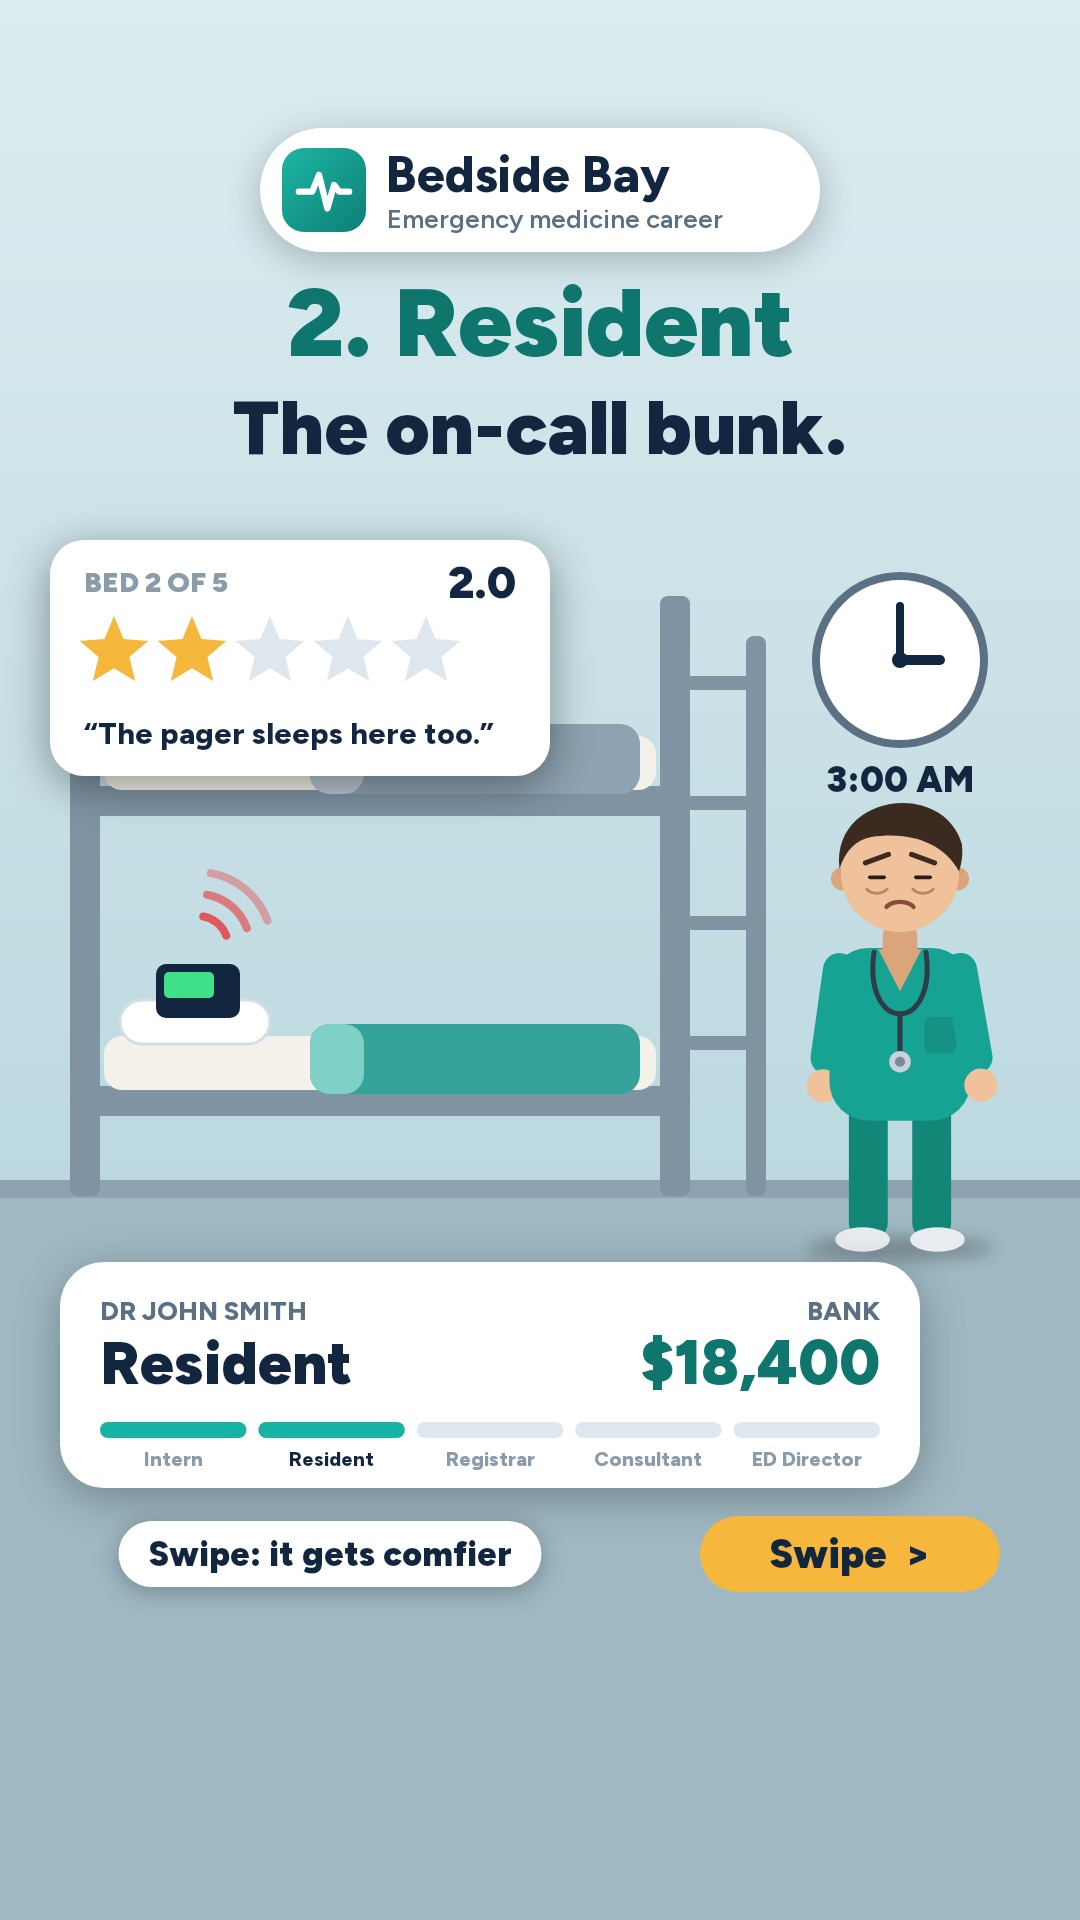 Bedside Bay
Emergency medicine career
2. Resident
The on-call bunk.
BED 2 OF 5
2.0
“The pager sleeps here too.”
3:00 AM
DR JOHN SMITH
BANK
Resident
$18,400
Intern
Resident
Registrar
Consultant
ED Director
Swipe: it gets comfier
Swipe >